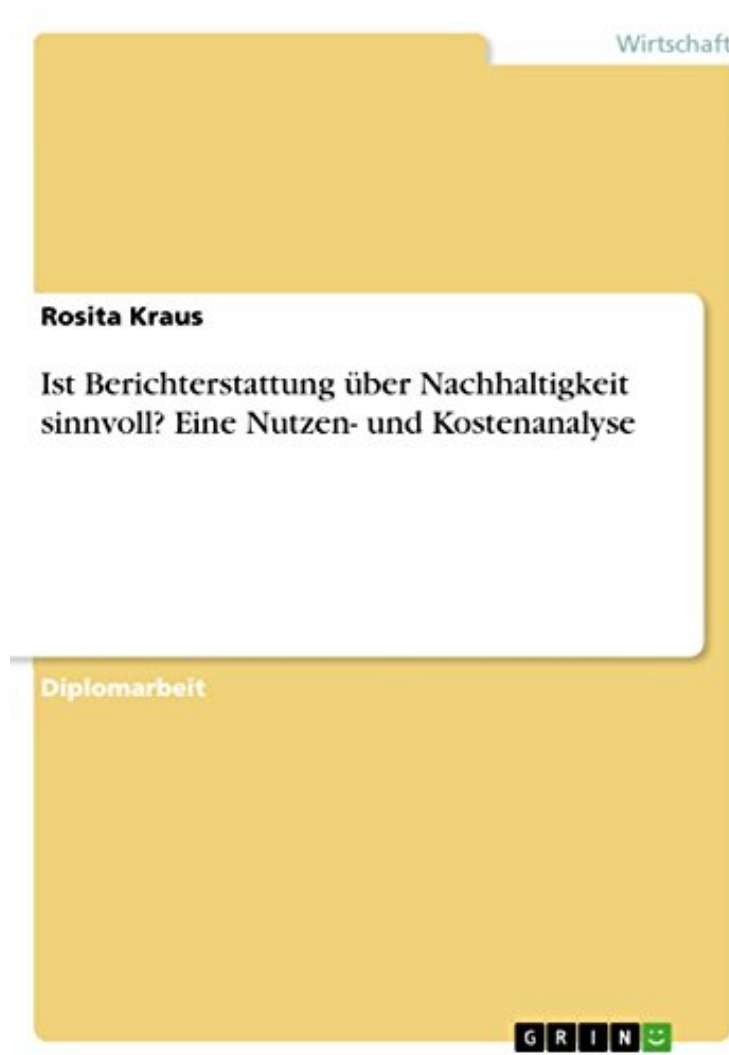 Wirtschaft
Rosita Kraus
Ist Berichterstattung über Nachhaltigkeit
sinnvoll? Eine Nutzen- und Kostenanalyse
Diplomarbeit
GRIN